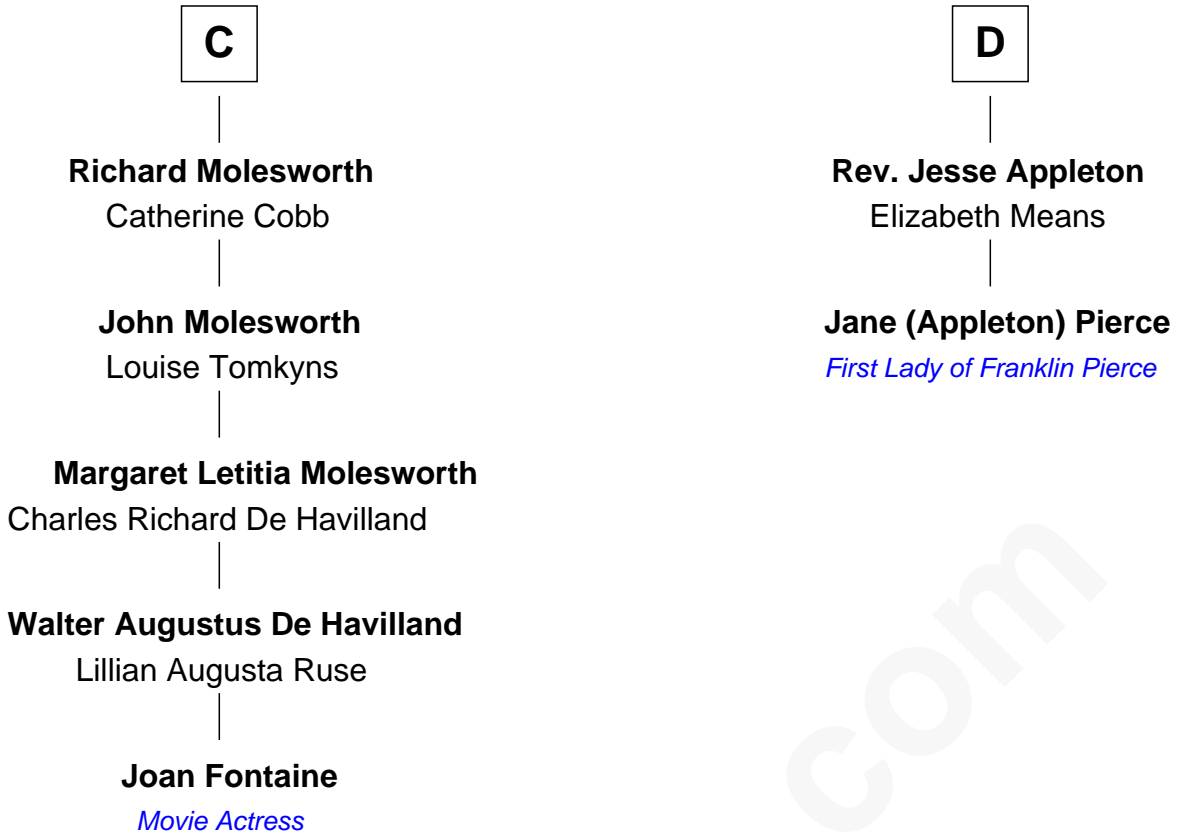 C
Richard Molesworth
Catherine Cobb
John Molesworth
Louise Tomkyns
Margaret Letitia Molesworth
Charles Richard De Havilland
Walter Augustus De Havilland
Lillian Augusta Ruse
Joan Fontaine
Movie Actress
D
Rev. Jesse Appleton
Elizabeth Means
Jane (Appleton) Pierce
First Lady of Franklin Pierce
com